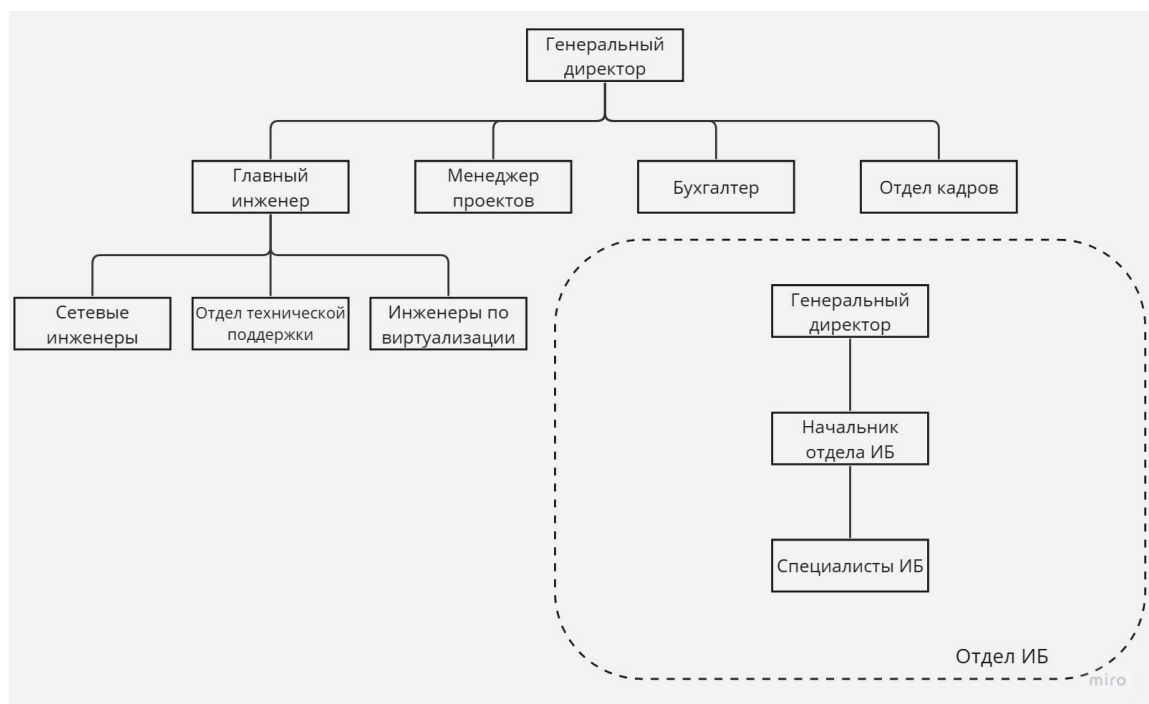 Генеральный
директор
Главный
инженер
Менеджер
проектов
Бухгалтер
Отдел кадров
Сетевые
инженеры
Отдел технической
поддержки
Инженеры по
виртуализации
Генеральный
директор
Начальник
отдела ИБ
Специалисты ИБ
Отдел ИБ
miro